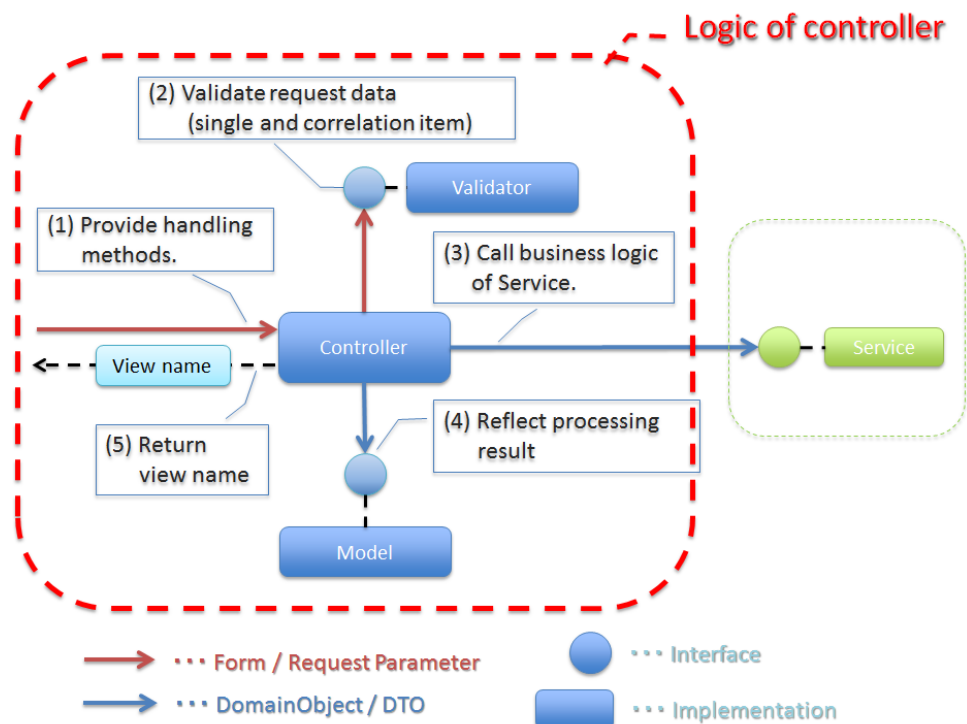 Logic of controller
(2) Validate request data
(single and correlation item)
Validator
(1) Provide handling
methods.
(3) Call business logic
of Service.
Controller
Service
View name
(4) Reflect processing
result
(5) Return
view name
Model
··· Form / Request Parameter
··· Interface
··· DomainObject / DTO
··· Implementation